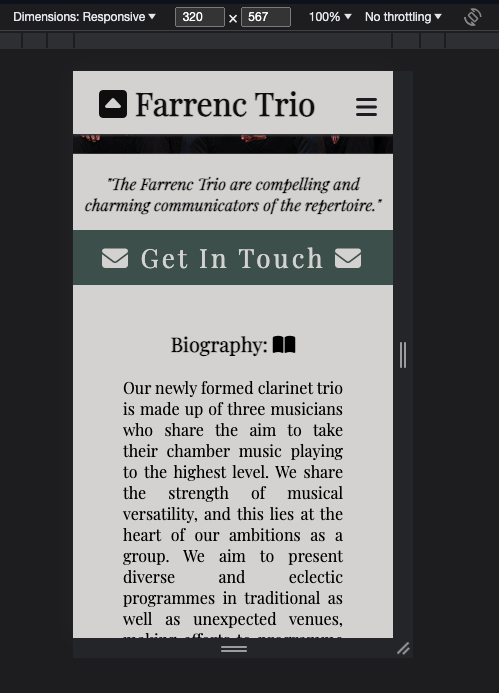 Dimensions: Responsive 320 × 567 100% No throttling
Farrenc Trio
"The Farrenc Trio are compelling and
charming communicators of the repertoire."
Get In Touch
Biography:
Our newly formed clarinet trio
is made up of three musicians
who share the aim to take
their chamber music playing
to the highest level. We share
the strength of musical
versatility, and this lies at the
heart of our ambitions as a
group. We aim to present
diverse and eclectic
programmes in traditional as
well as unexpected venues,
making efforts to programme